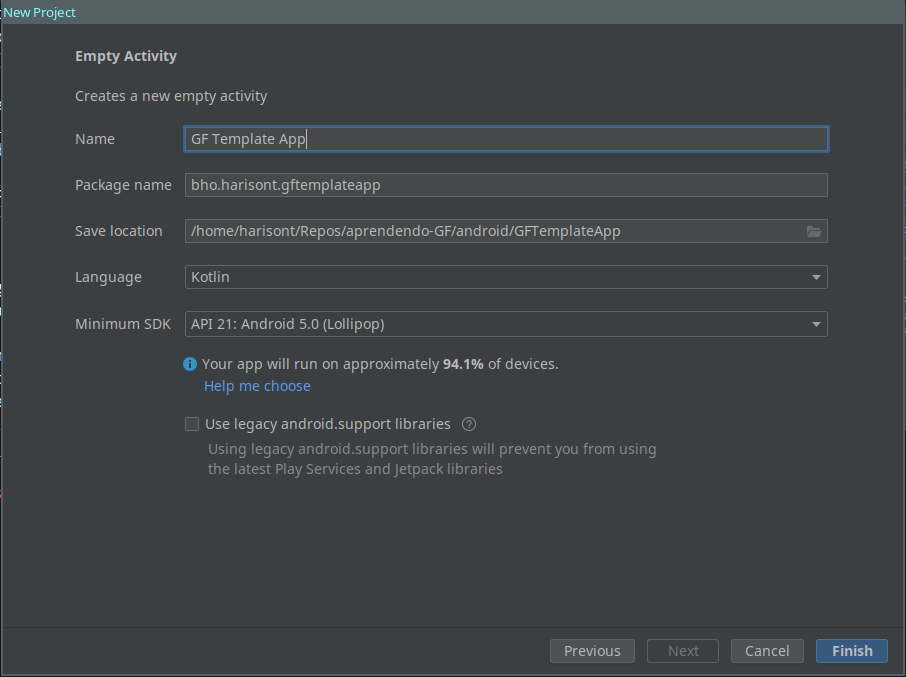 New Project
Empty Activity
Creates a new empty activity
Name GF Template App
Package name bho.harisont.gftemplateapp
Save location /home/harisont/Repos/aprendendo-GF/android/GFTemplateApp
Language Kotlin
Minimum SDK API 21: Android 5.0 (Lollipop)
Your app will run on approximately 94.1% of devices.
Help me choose
Use legacy android.support libraries ?
Using legacy android.support libraries will prevent you from using
the latest Play Services and Jetpack libraries
Previous Next Cancel Finish